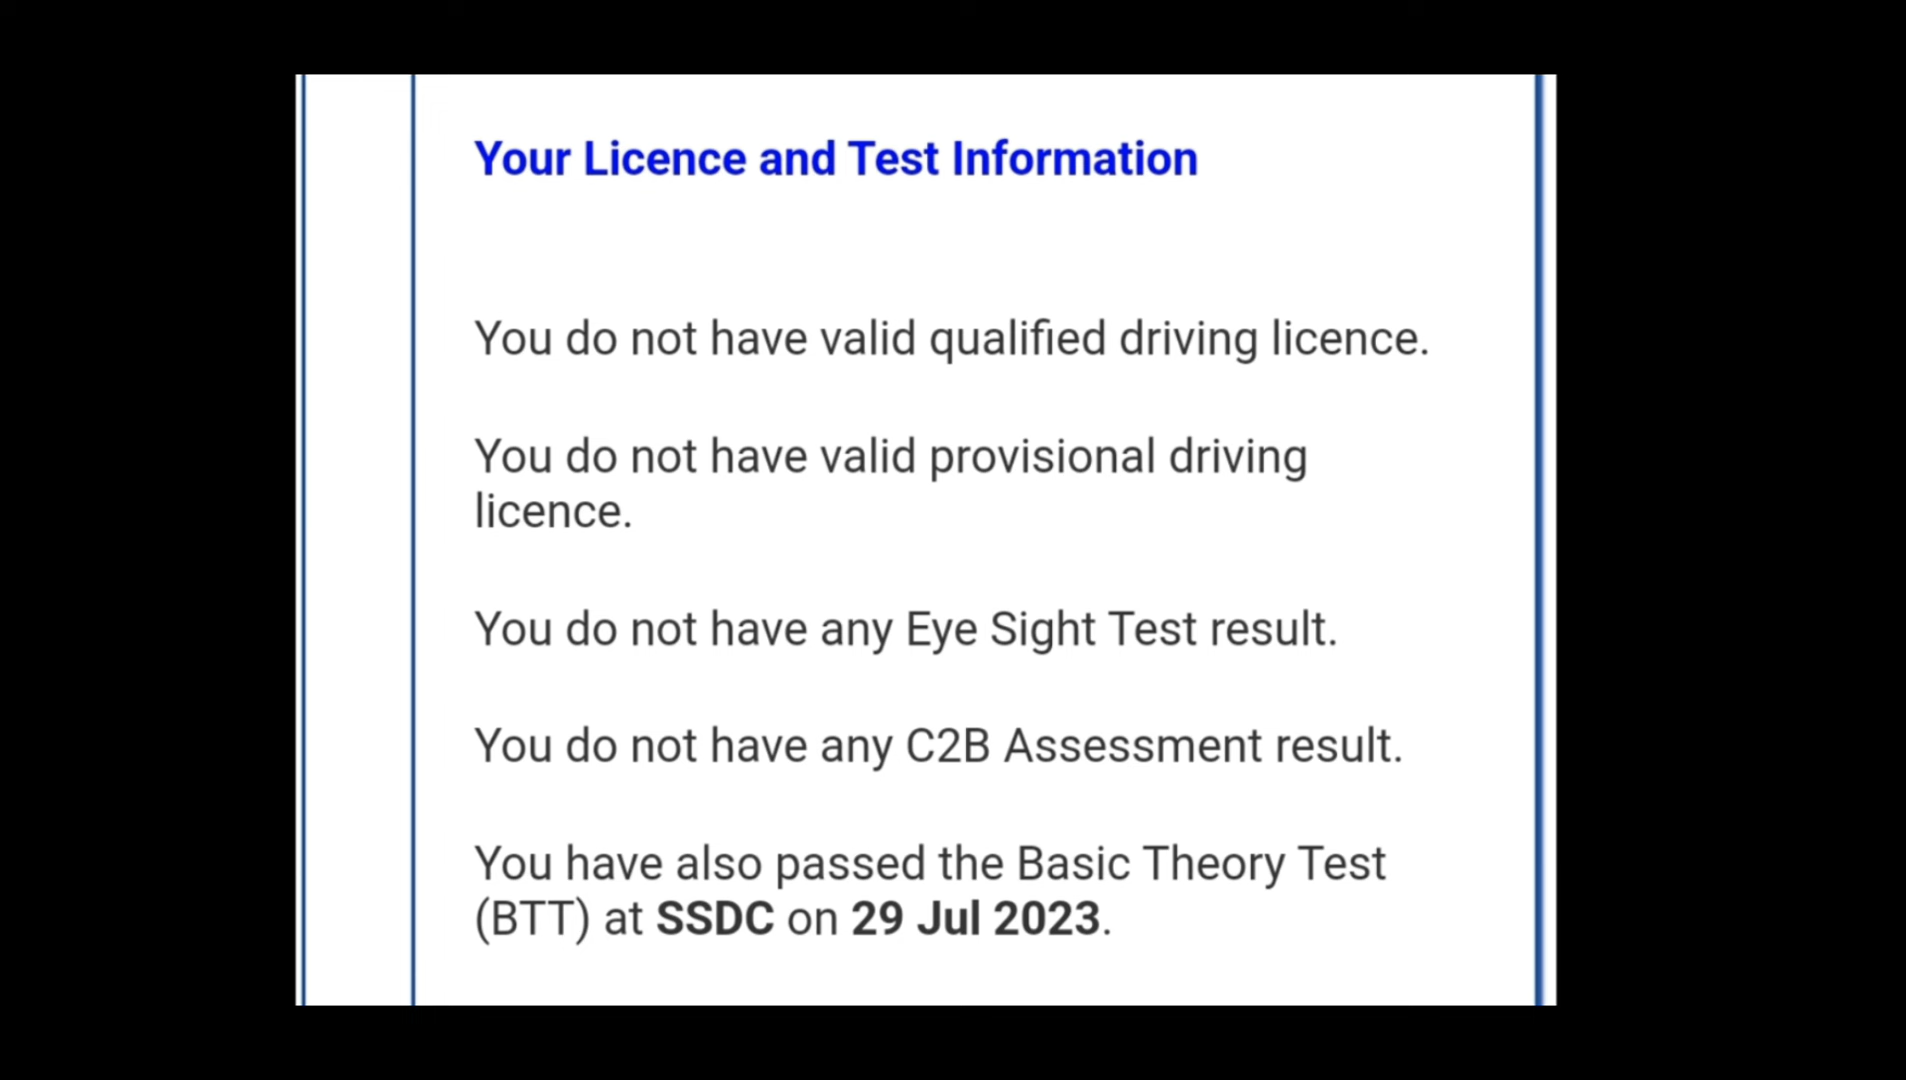 Your Licence and Test Information
You do not have valid qualified driving licence.
You do not have valid provisional driving
licence.
You do not have any Eye Sight Test result.
You do not have any C2B Assessment result.
You have also passed the Basic Theory Test
(BTT) at SSDC on 29 Jul 2023.